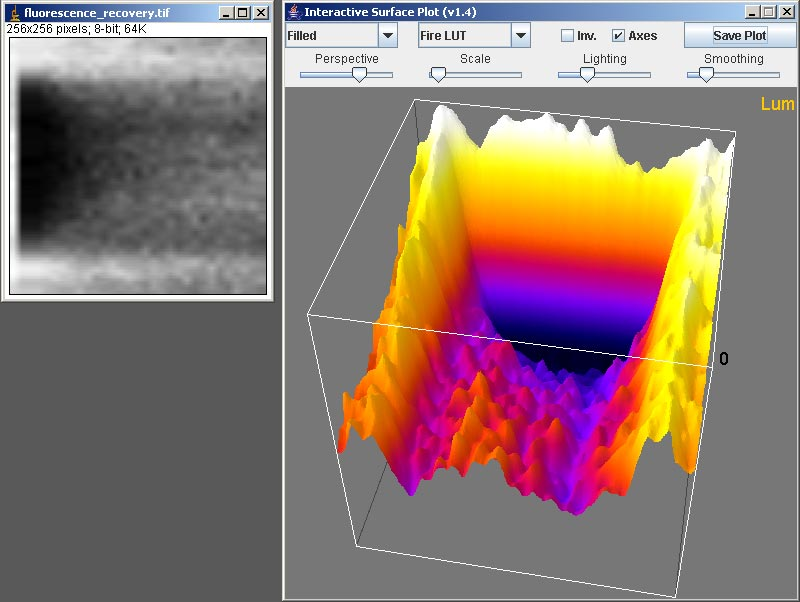 fluorescence_recovery.tif
256x256 pixels; 8-bit; 64K
Interactive Surface Plot (v1.4)
Filled
Fire LUT
Inv.
Axes
Save Plot
Perspective
Scale
Lighting
Smoothing
Lum
0